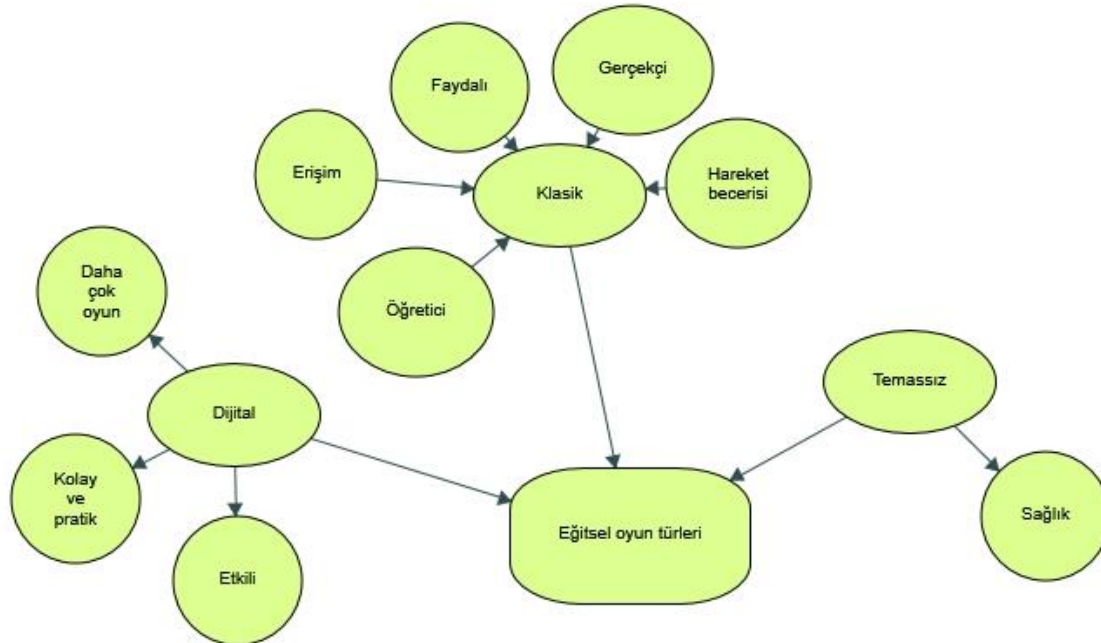 Gerçekçi
Faydalı
Erişim
Hareket
becerisi
Klasik
Öğretici
Daha
çok
oyun
Temassız
Dijital
Kolay
ve
pratik
Sağlık
Eğitsel oyun türleri
Etkili